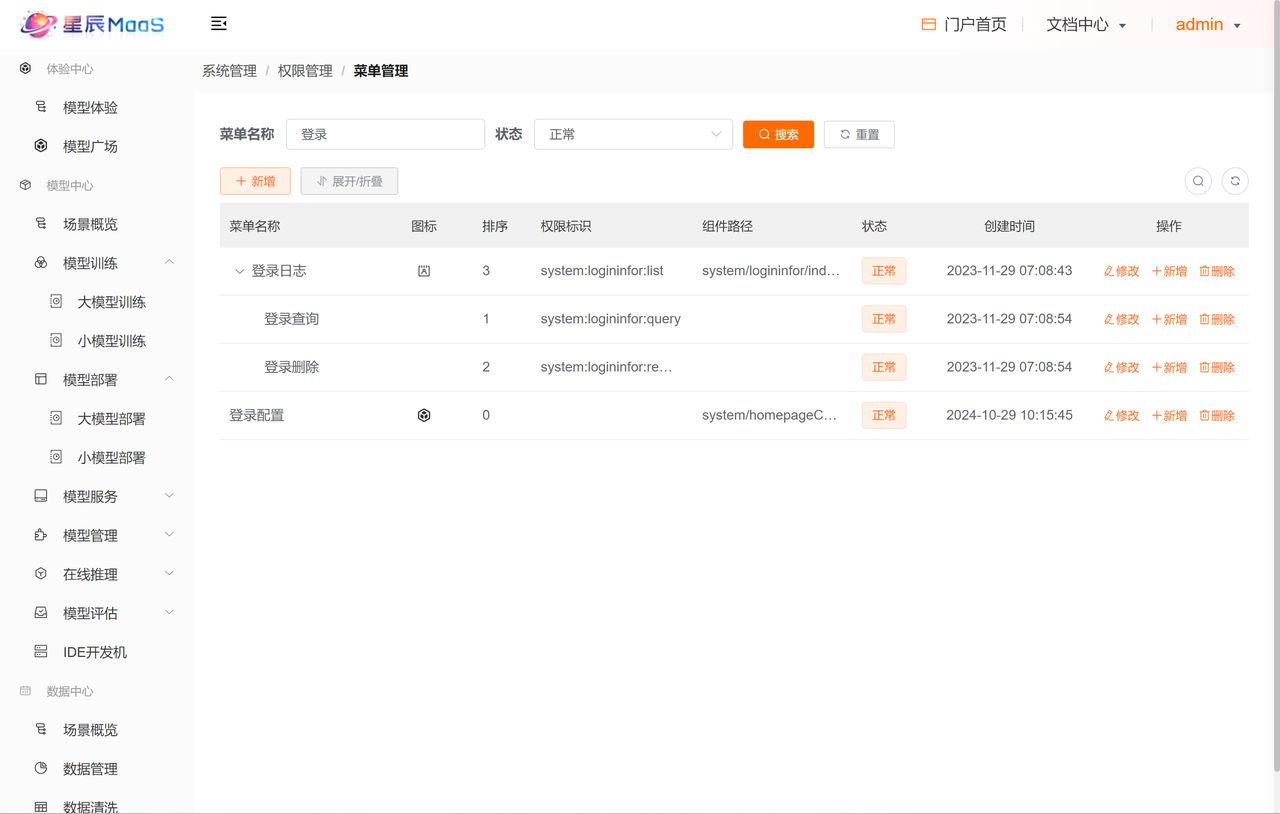 星辰MaaS
门户首页 文档中心 admin
体验中心
模型体验
模型广场
模型中心
场景概览
模型训练
大模型训练
小模型训练
模型部署
大模型部署
小模型部署
模型服务
模型管理
在线推理
模型评估
IDE开发机
数据中心
场景概览
数据管理
数据清洗
系统管理 / 权限管理 / 菜单管理
菜单名称 登录 状态 正常 搜索 重置
新增 展开/折叠
菜单名称 图标 排序 权限标识 组件路径 状态 创建时间 操作
登录日志 3 system:logininfor:list system/logininfor/ind… 正常 2023-11-29 07:08:43 修改 新增 删除
登录查询 1 system:logininfor:query 正常 2023-11-29 07:08:54 修改 新增 删除
登录删除 2 system:logininfor:re… 正常 2023-11-29 07:08:54 修改 新增 删除
登录配置 0 system/homepageC… 正常 2024-10-29 10:15:45 修改 新增 删除